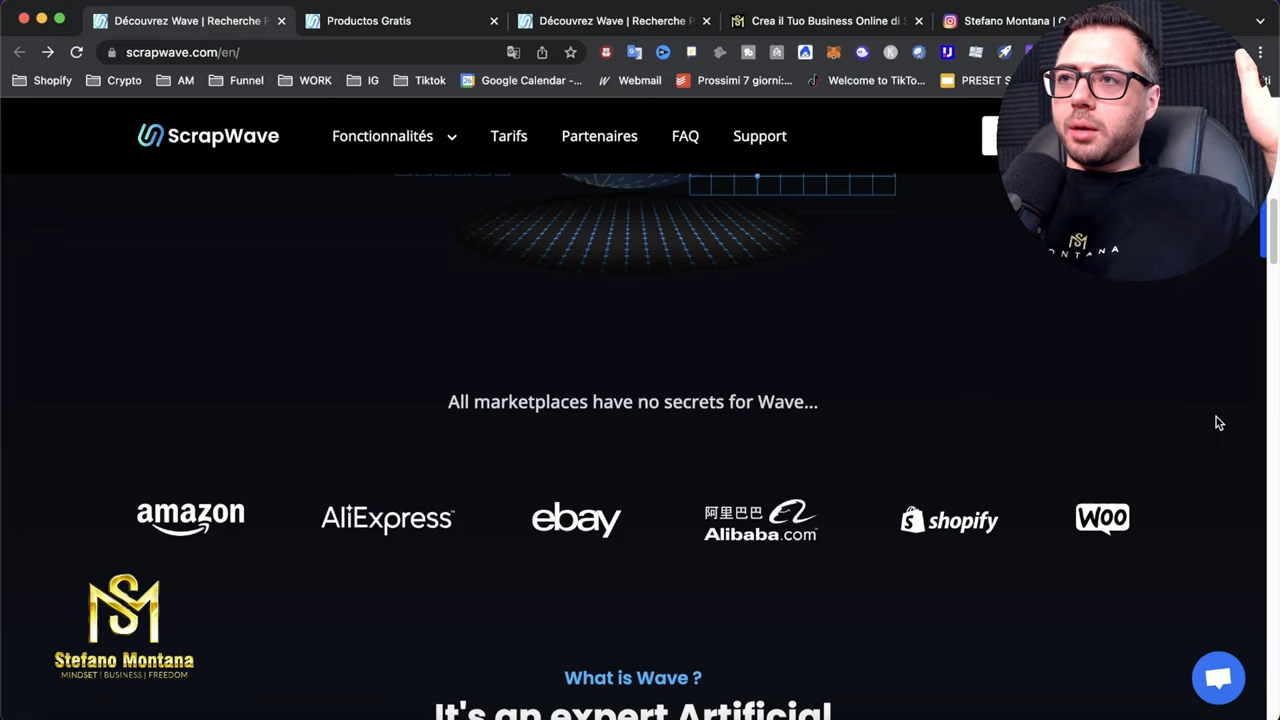 Découvrez Wave | Recherche P
Productos Gratis
Découvrez Wave | Recherche P
Crea il Tuo Business Online di S
Stefano Montana |
scrapwave.com/en/
Shopify
Crypto
AM
Funnel
WORK
G
Tiktok
Google Calendar -...
Webmail
Prossimi 7 giorni:...
Welcome to TikTo...
PRESET S
ScrapWave
Fonctionnalités
Tarifs
Partenaires
FAQ
Support
MONTANA
All marketplaces have no secrets for Wave...
amazon
AliExpress
ebay
阿里巴巴
Alibaba.com
shopify
WOO
SM
Stefano Montana
MINDSET | BUSINESS | FREEDOM
What is Wave ?
It's an expert Artificial